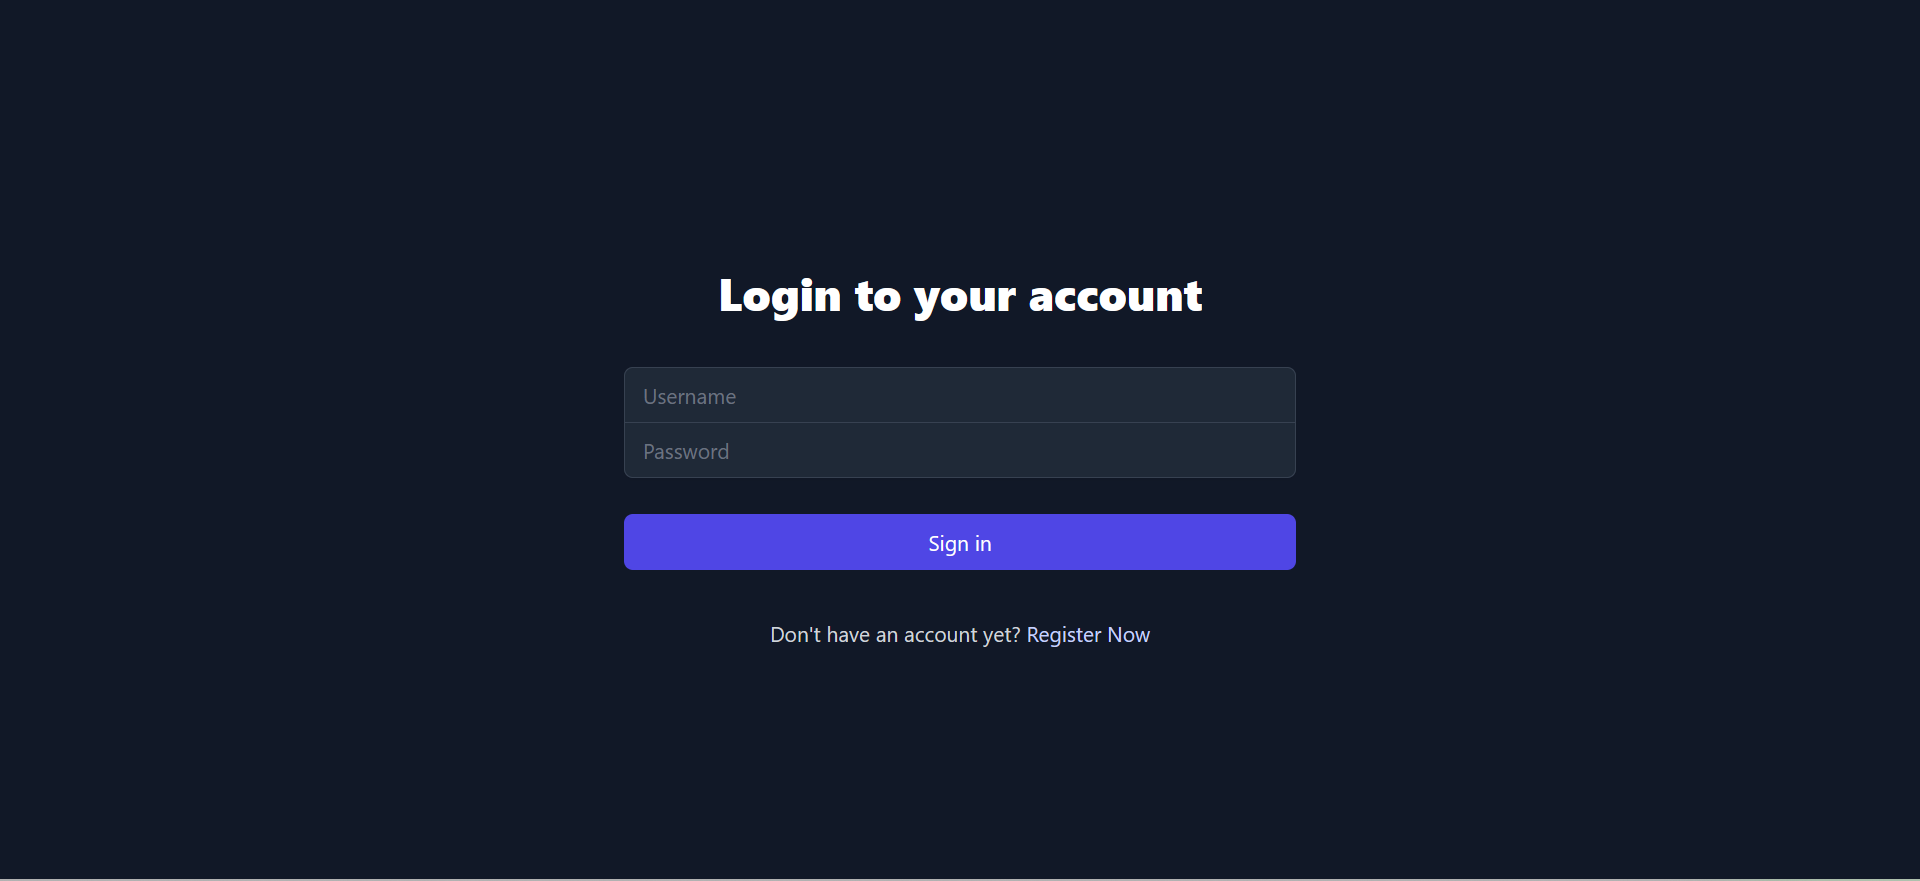 Login to your account
Username
Password
Sign in
Don't have an account yet? Register Now